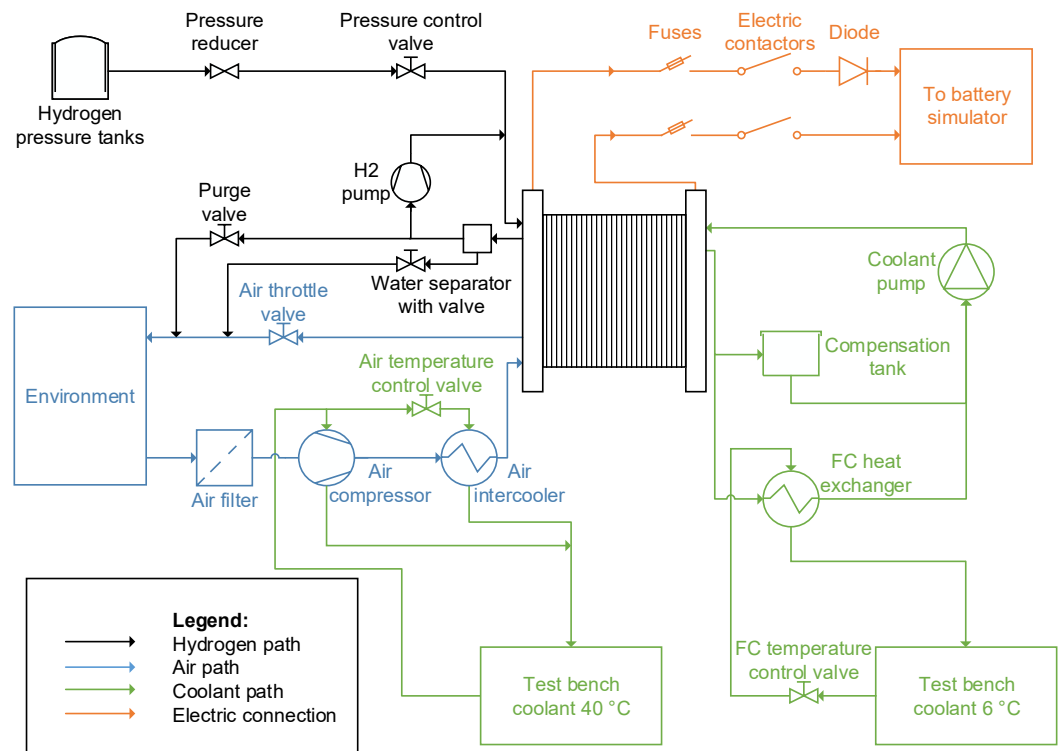 Pressure
reducer
Pressure control
valve
Fuses
Electric
contactors
Diode
To battery
simulator
Hydrogen
pressure tanks
H2
pump
Purge
valve
Water separator
with valve
Coolant
pump
Air throttle
valve
Environment
Air temperature
control valve
Compensation
tank
Air filter
Air
compressor
Air
intercooler
FC heat
exchanger
Legend:
Hydrogen path
Air path
Coolant path
Electric connection
Test bench
coolant 40 °C
FC temperature
control valve
Test bench
coolant 6 °C